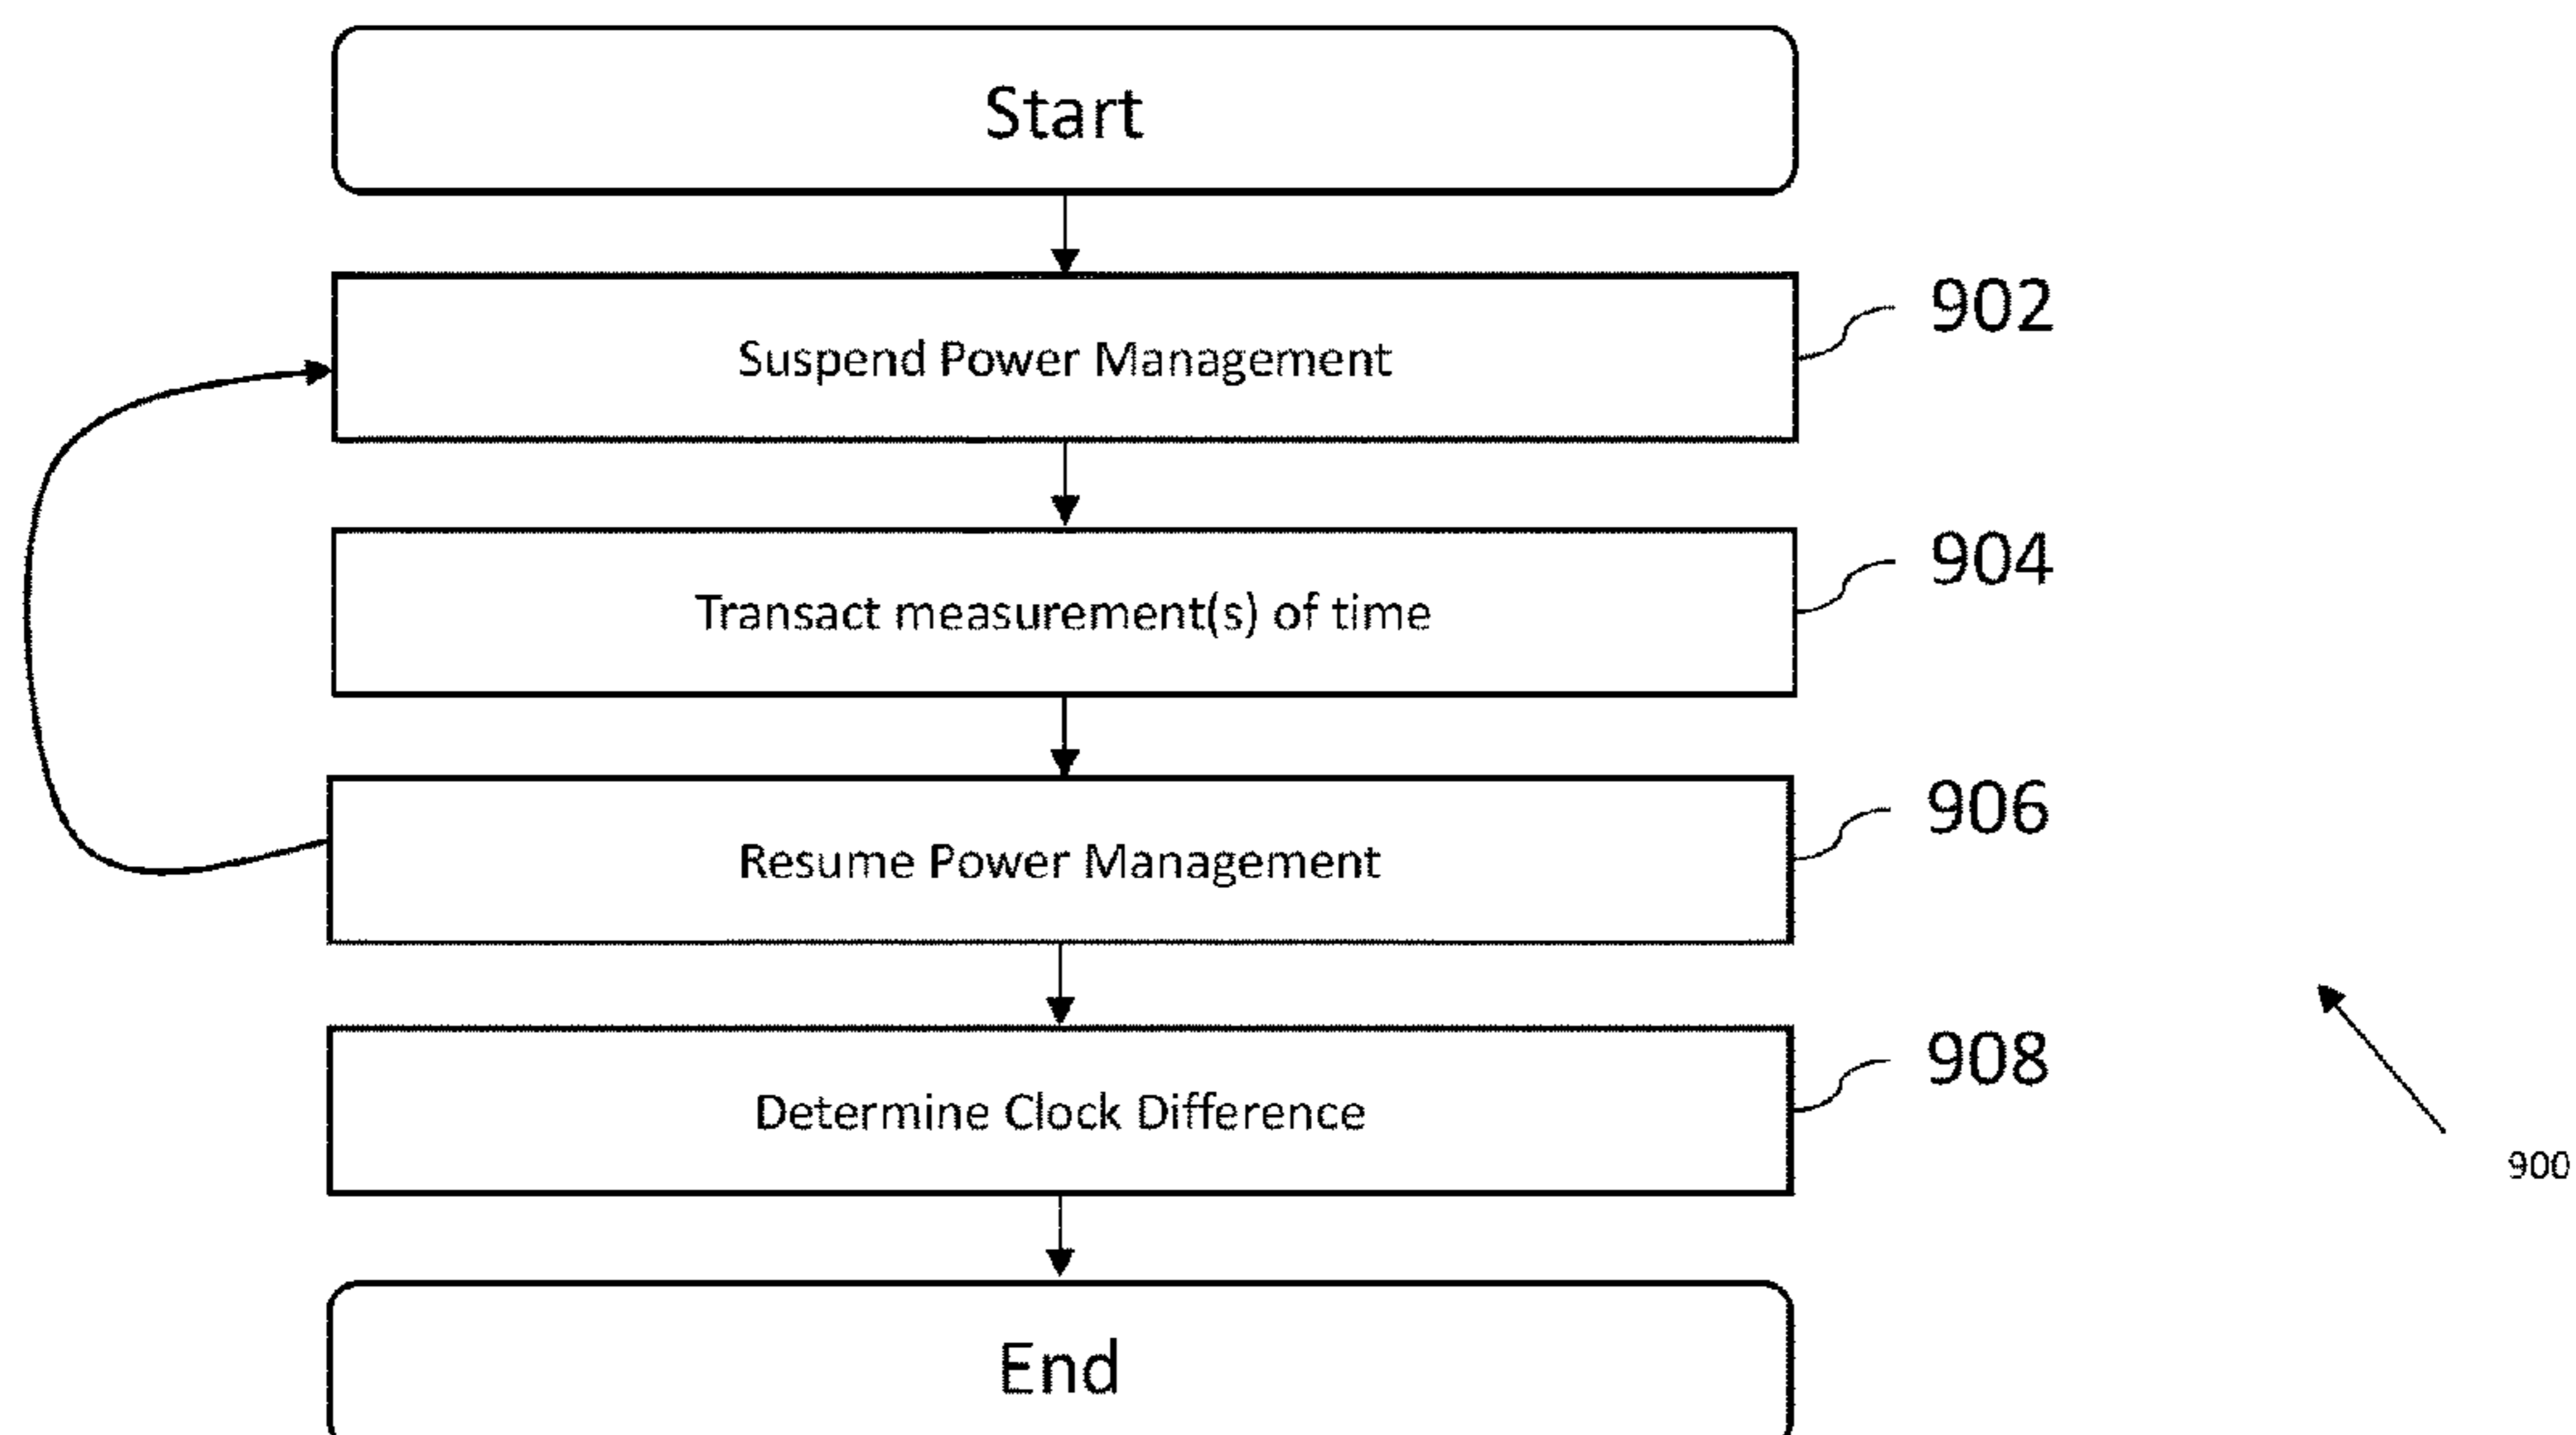 Start
Suspend Power Management
902
Transact measurement(s) of time
904
Resume Power Management
906
Determine Clock Difference
908
900
End